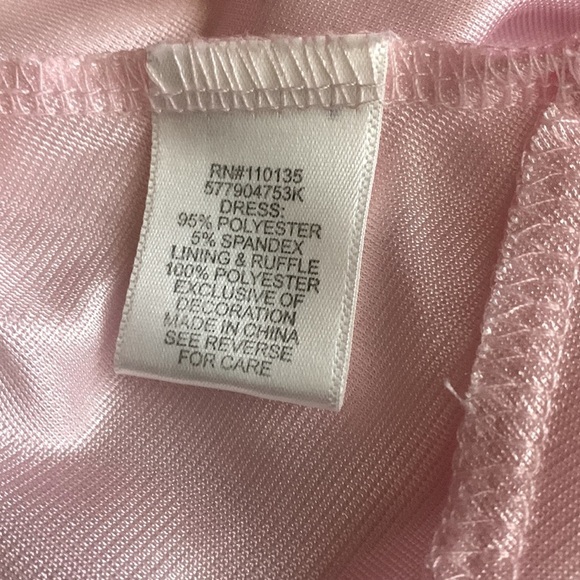 RN#110135
577904753K
DRESS:
95% POLYESTER
5% SPANDEX
LINING & RUFFLE
100% POLYESTER
EXCLUSIVE OF
DECORATION
MADE IN CHINA
SEE REVERSE
FOR CARE